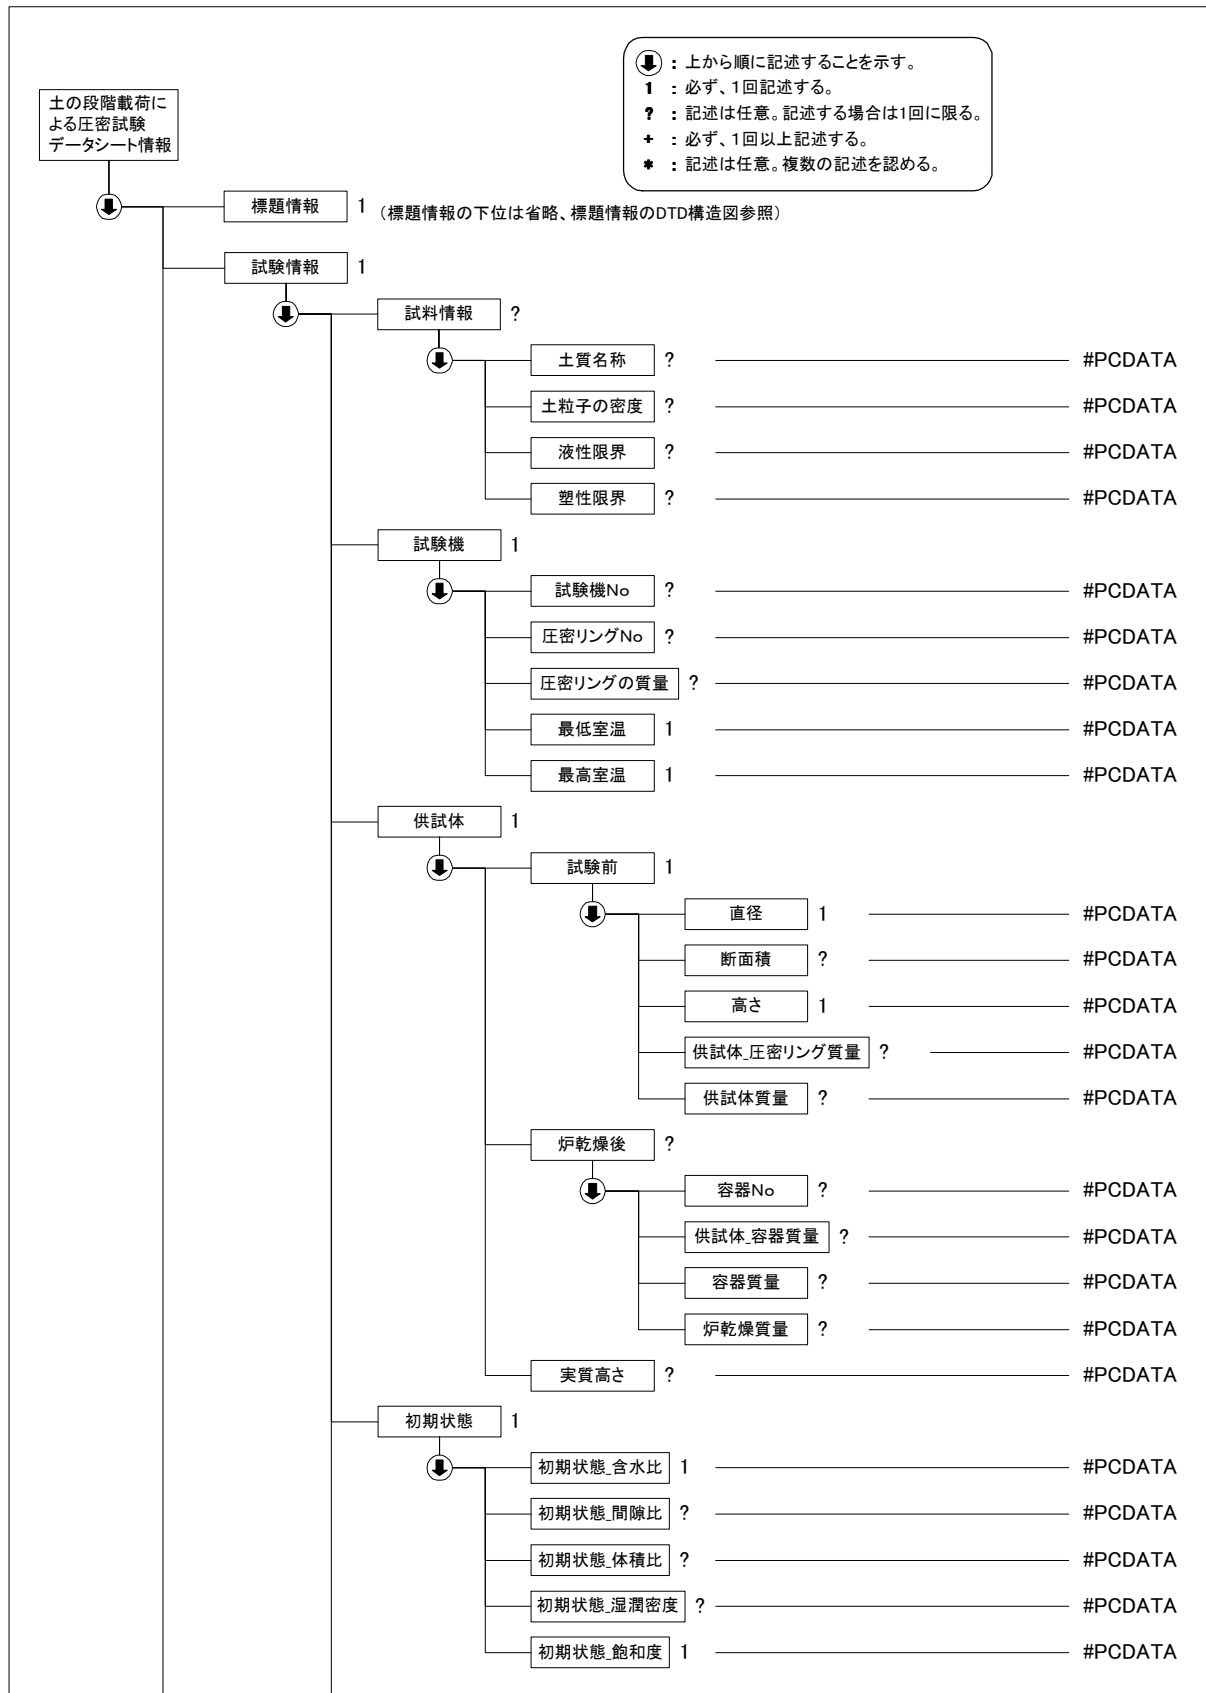 ：上から順に記述することを示す。
1 ：必ず、1回記述する。
? ：記述は任意。記述する場合は1回に限る。
+ ：必ず、1回以上記述する。
* ：記述は任意。複数の記述を認める。
土の段階載荷に
よる圧密試験
データシート情報
標題情報 1 （標題情報の下位は省略、標題情報のDTD構造図参照）
試験情報 1
試料情報 ?
土質名称 ? #PCDATA
土粒子の密度 ? #PCDATA
液性限界 ? #PCDATA
塑性限界 ? #PCDATA
試験機 1
試験機No ? #PCDATA
圧密リングNo ? #PCDATA
圧密リングの質量 ? #PCDATA
最低室温 1 #PCDATA
最高室温 1 #PCDATA
供試体 1
試験前 1
直径 1 #PCDATA
断面積 ? #PCDATA
高さ 1 #PCDATA
供試体_圧密リング質量 ? #PCDATA
供試体質量 ? #PCDATA
炉乾燥後 ?
容器No ? #PCDATA
供試体_容器質量 ? #PCDATA
容器質量 ? #PCDATA
炉乾燥質量 ? #PCDATA
実質高さ ? #PCDATA
初期状態 1
初期状態_含水比 1 #PCDATA
初期状態_間隙比 ? #PCDATA
初期状態_体積比 ? #PCDATA
初期状態_湿潤密度 ? #PCDATA
初期状態_飽和度 1 #PCDATA